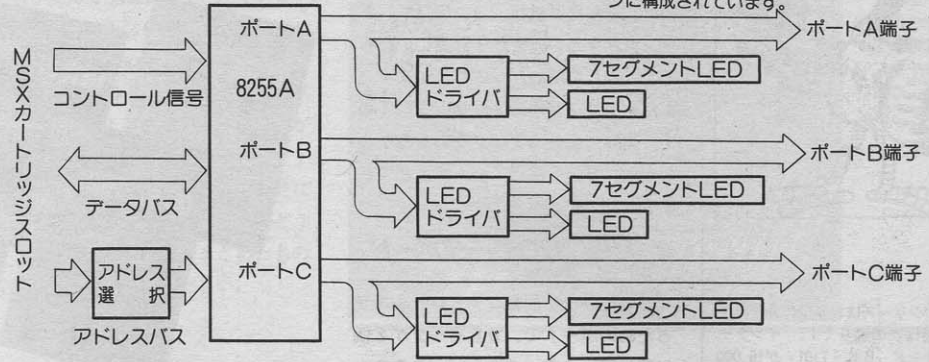 ンに構成されています。
MSXカートリッジスロット
コントロール信号
データバス
アドレス
選択
アドレスバス
8255A
ポートA
ポートB
ポートC
LED
ドライバ
7セグメントLED
LED
ポートA端子
LED
ドライバ
7セグメントLED
LED
ポートB端子
LED
ドライバ
7セグメントLED
LED
ポートC端子